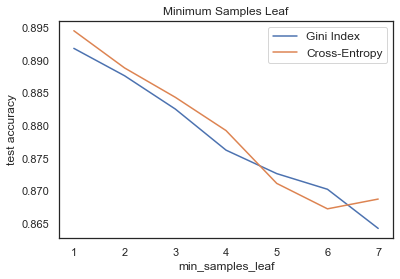 Minimum Samples Leaf
Gini Index
Cross-Entropy
test accuracy
0.895
0.890
0.885
0.880
0.875
0.870
0.865
1 2 3 4 5 6 7
min_samples_leaf